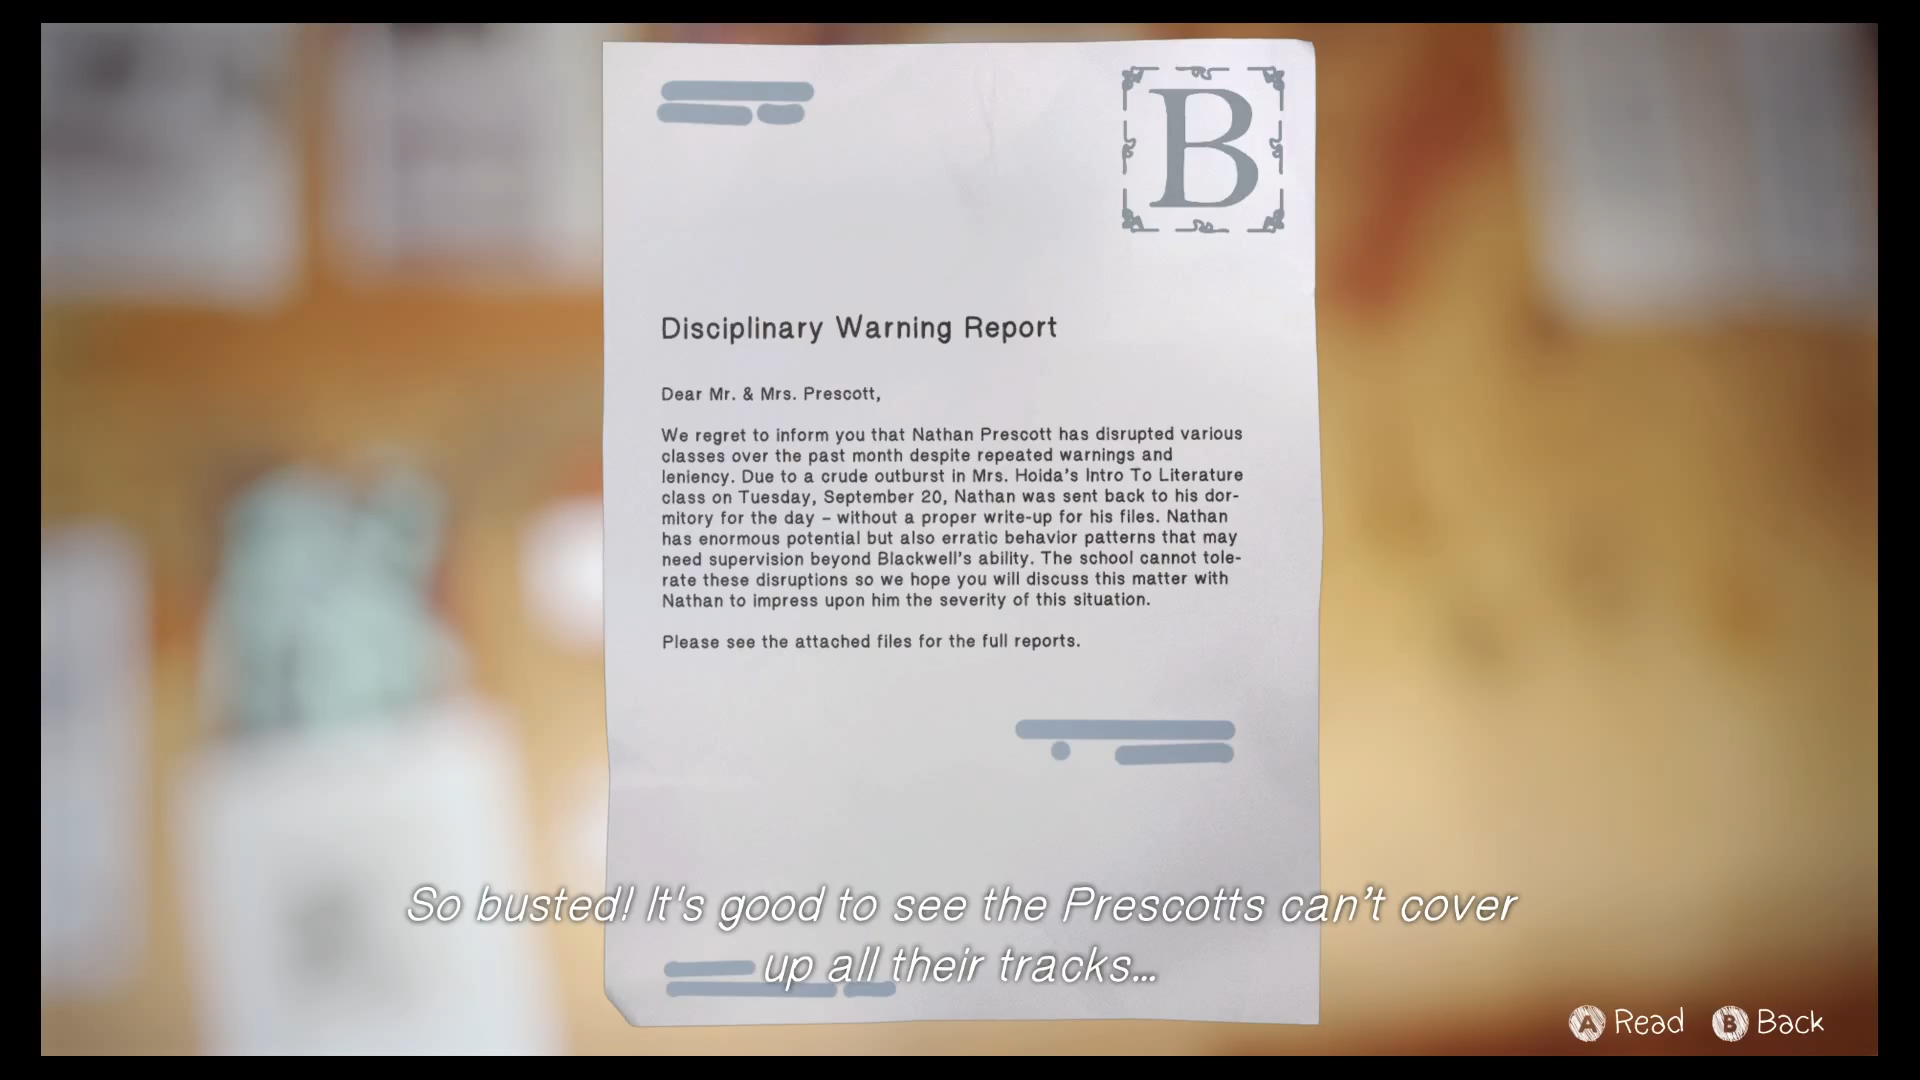 B
Disciplinary Warning Report
Dear Mr. & Mrs. Prescott,
We regret to inform you that Nathan Prescott has disrupted various
classes over the past month despite repeated warnings and
leniency. Due to a crude outburst in Mrs. Hoida's Intro To Literature
class on Tuesday, September 20, Nathan was sent back to his dor-
mitory for the day – without a proper write-up for his files. Nathan
has enormous potential but also erratic behavior patterns that may
need supervision beyond Blackwell's ability. The school cannot tole-
rate these disruptions so we hope you will discuss this matter with
Nathan to impress upon him the severity of this situation.
Please see the attached files for the full reports.
So busted! It's good to see the Prescotts can't cover
up all their tracks...
A Read B Back